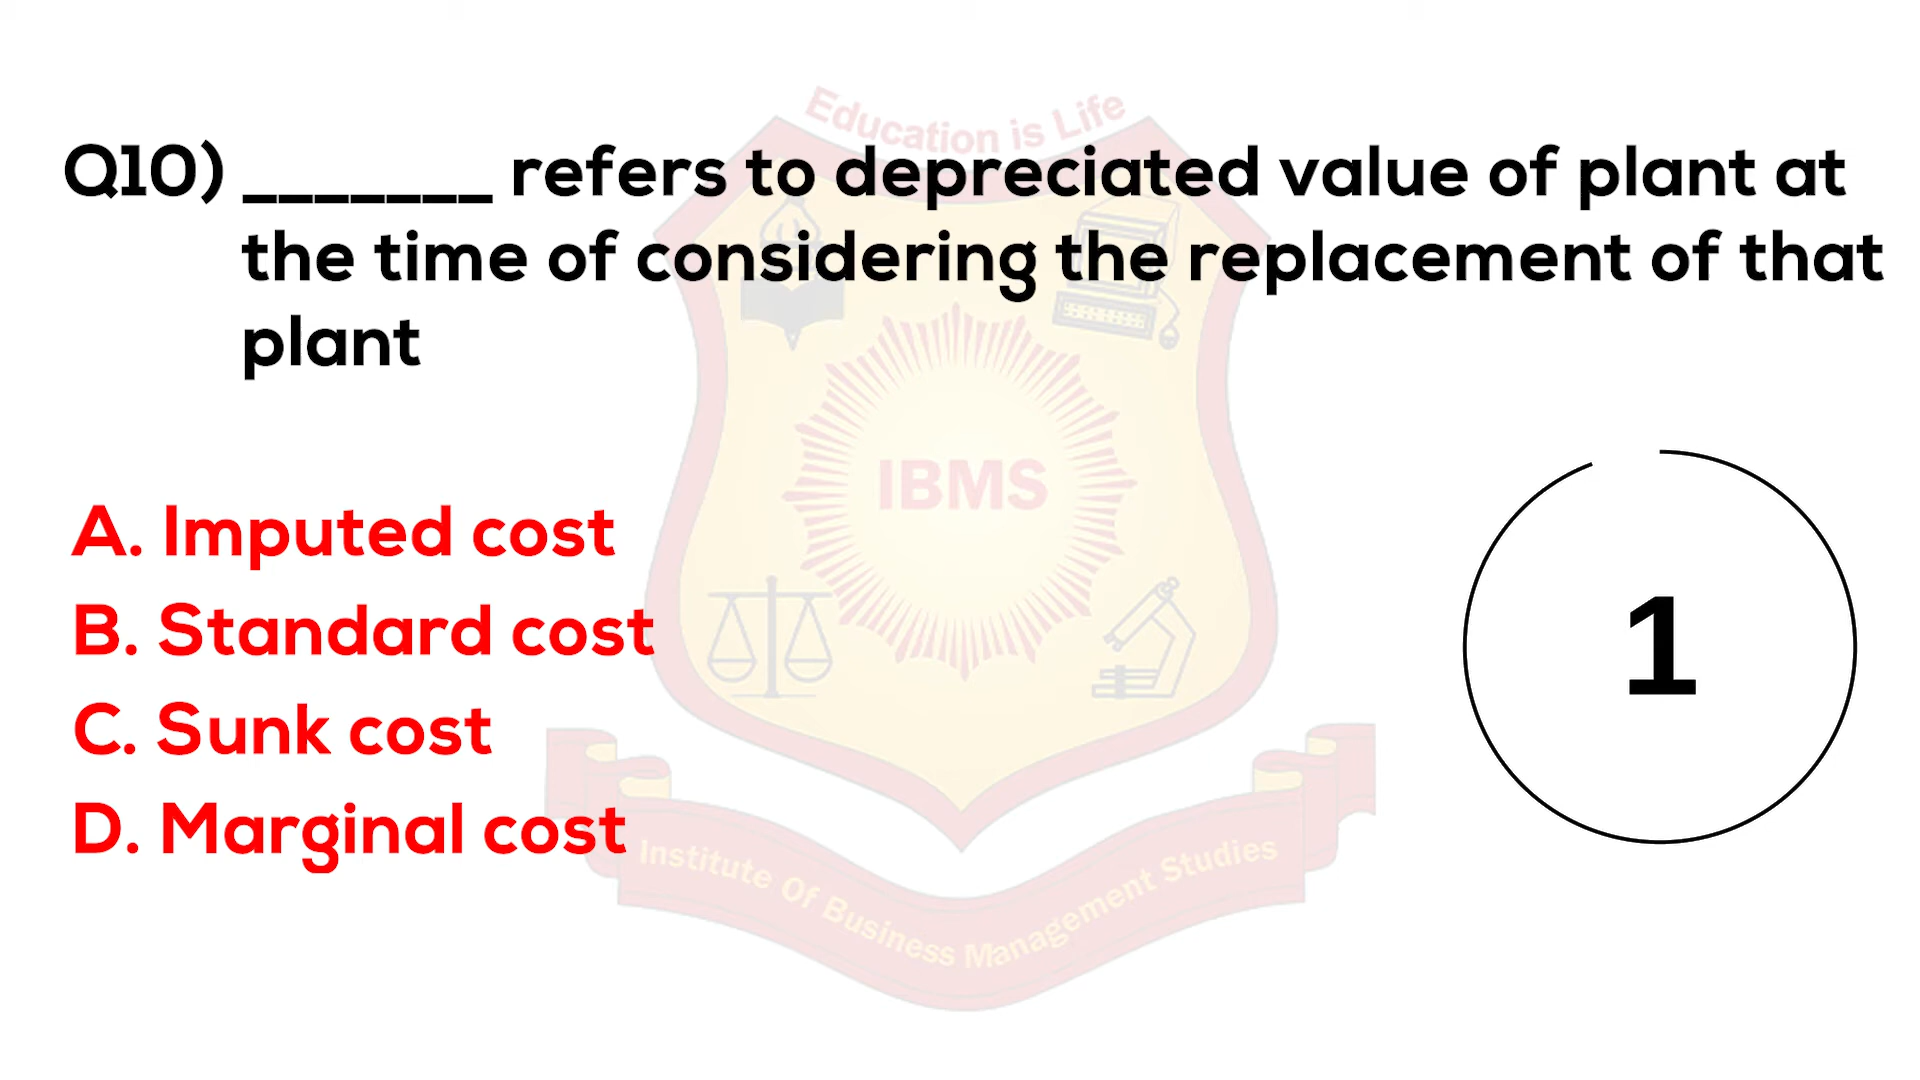 Education is Life
Q10) _______ refers to depreciated value of plant at
the time of considering the replacement of that
plant
IBMS
A. Imputed cost
B. Standard cost
C. Sunk cost
D. Marginal cost
1
Institute Of Business Management Studies